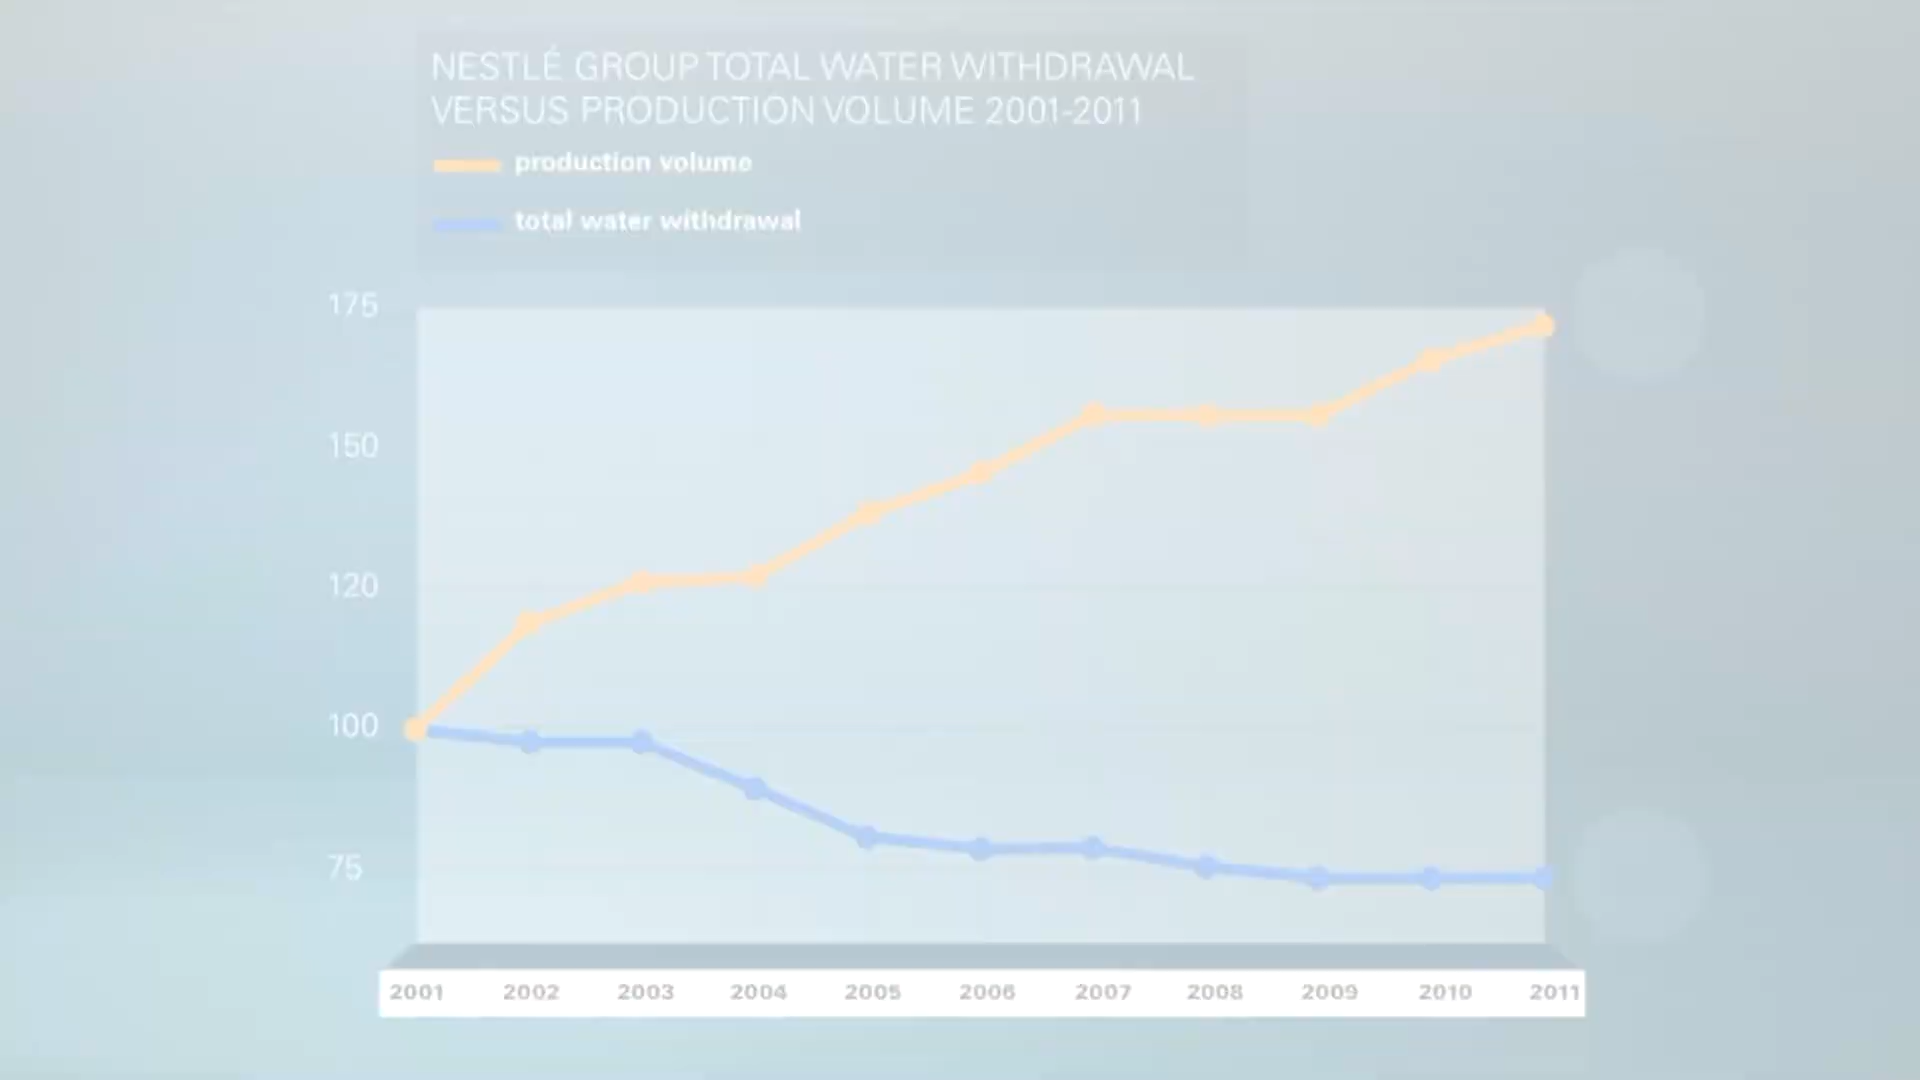 NESTLÉ GROUP TOTAL WATER WITHDRAWAL
VERSUS PRODUCTION VOLUME 2001-2011
production volume
total water withdrawal
175
150
120
100
75
2001 2002 2003 2004 2005 2006 2007 2008 2009 2010 2011